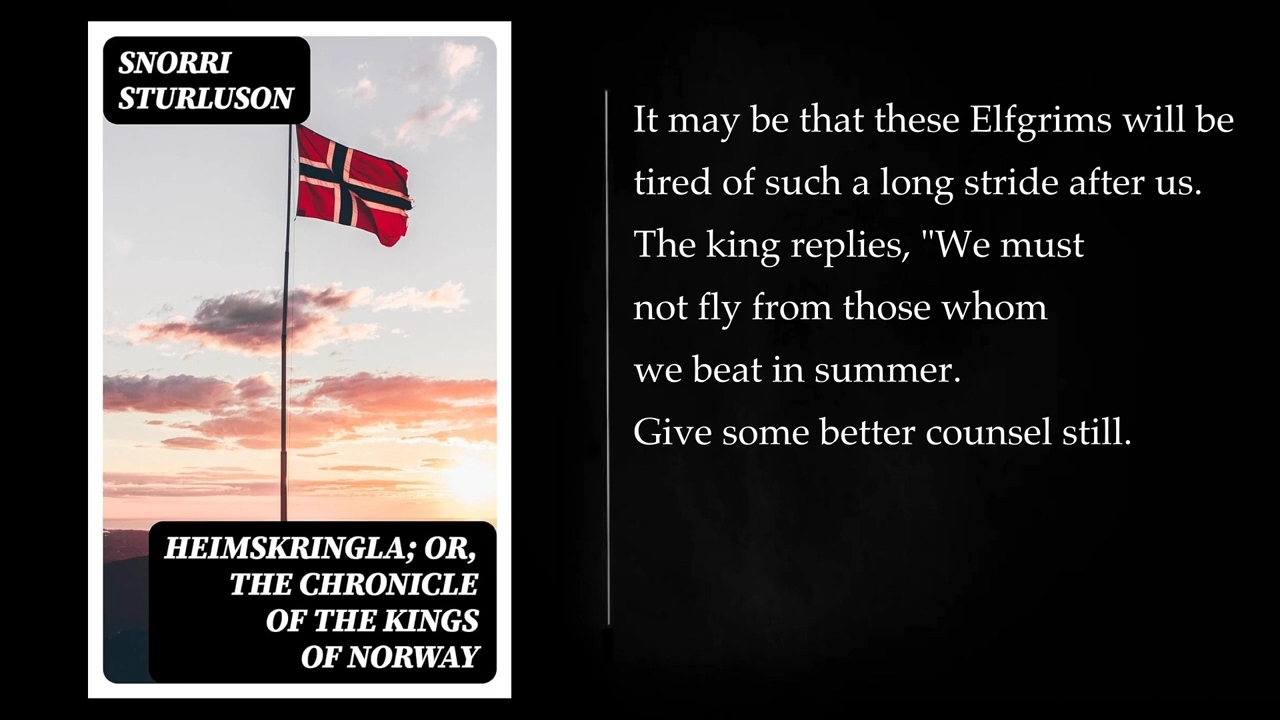 SNORRI
STURLUSON
HEIMSKRINGLA; OR,
THE CHRONICLE
OF THE KINGS
OF NORWAY
It may be that these Elfgrims will be
tired of such a long stride after us.
The king replies, "We must
not fly from those whom
we beat in summer.
Give some better counsel still.